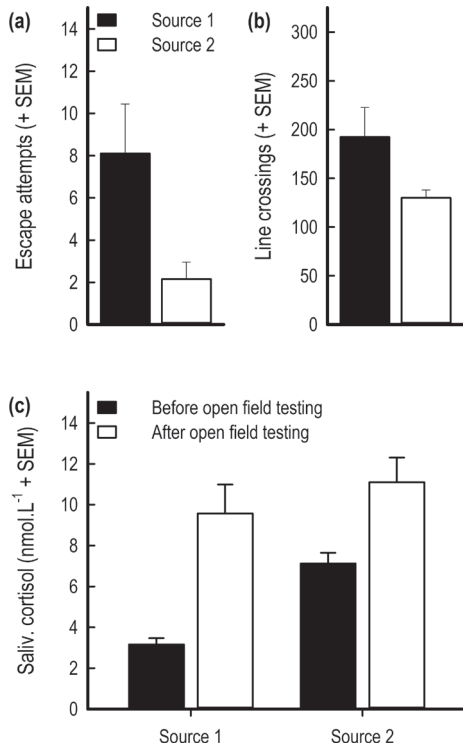 (a)
Source 1
Source 2
Escape attempts (+ SEM)
14
12
10
8
6
4
2
0
(b)
Line crossings (+ SEM)
300
250
200
150
100
50
0
(c)
Before open field testing
After open field testing
Saliv. cortisol (nmol.L⁻¹ + SEM)
14
12
10
8
6
4
2
0
Source 1
Source 2